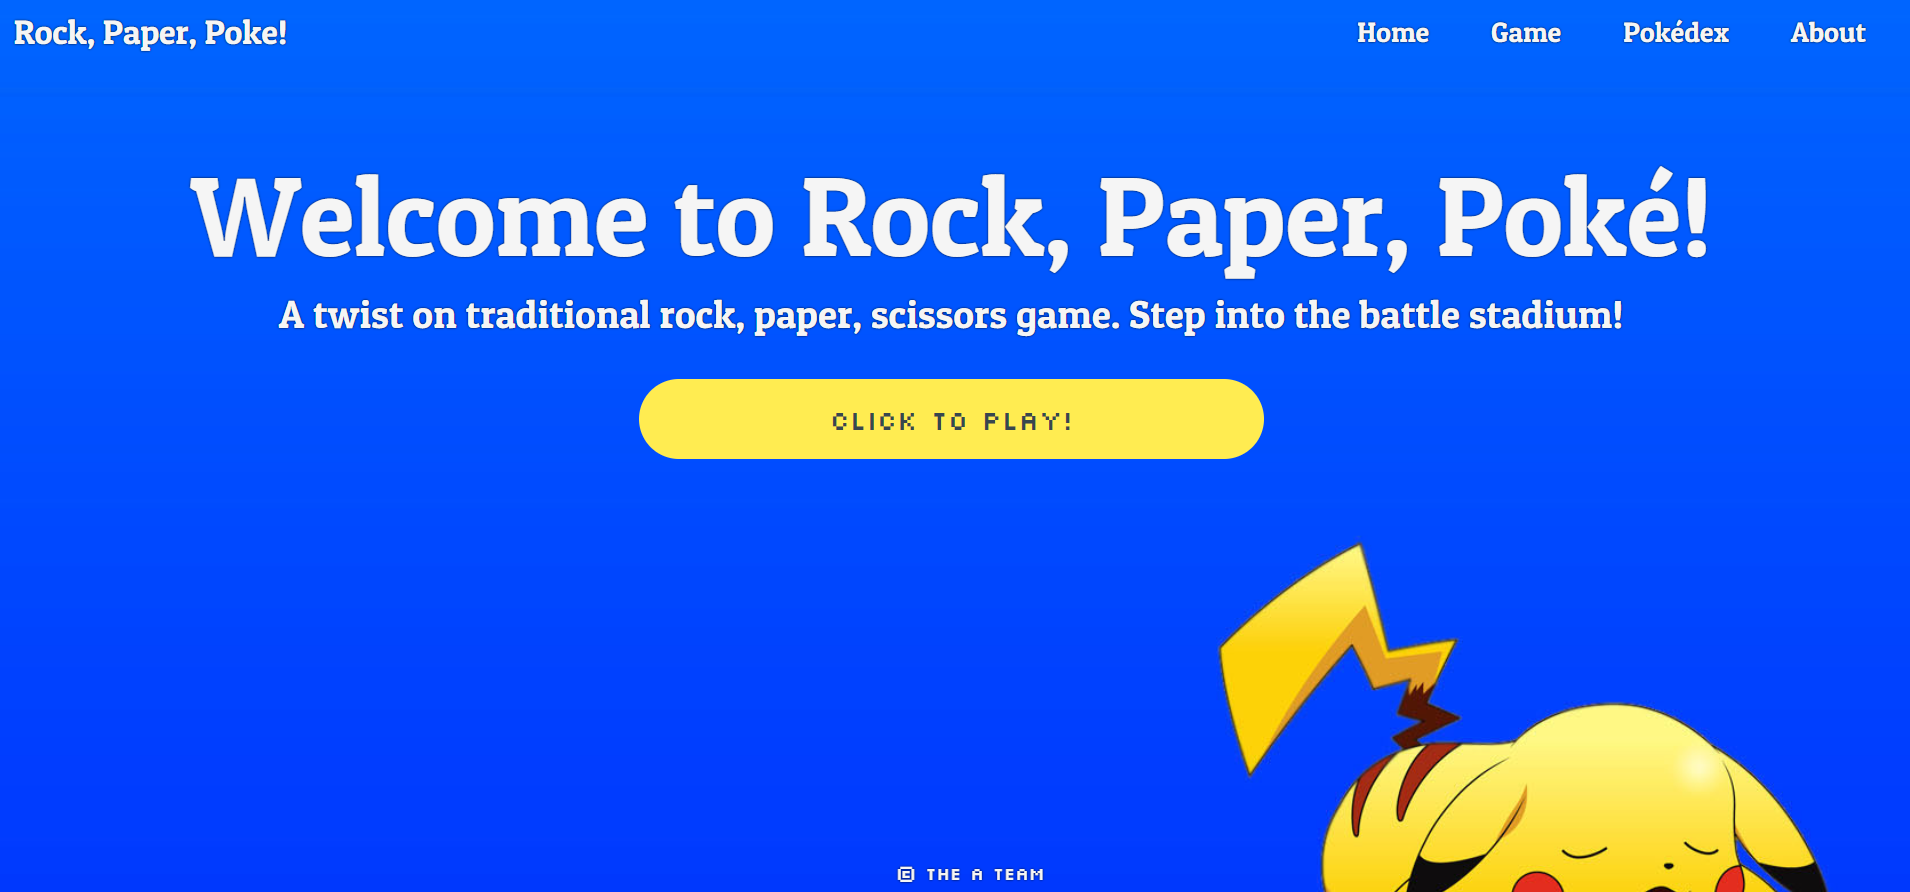 Rock, Paper, Poke!
Home Game Pokédex About
Welcome to Rock, Paper, Poké!
A twist on traditional rock, paper, scissors game. Step into the battle stadium!
CLICK TO PLAY!
© THE A TEAM